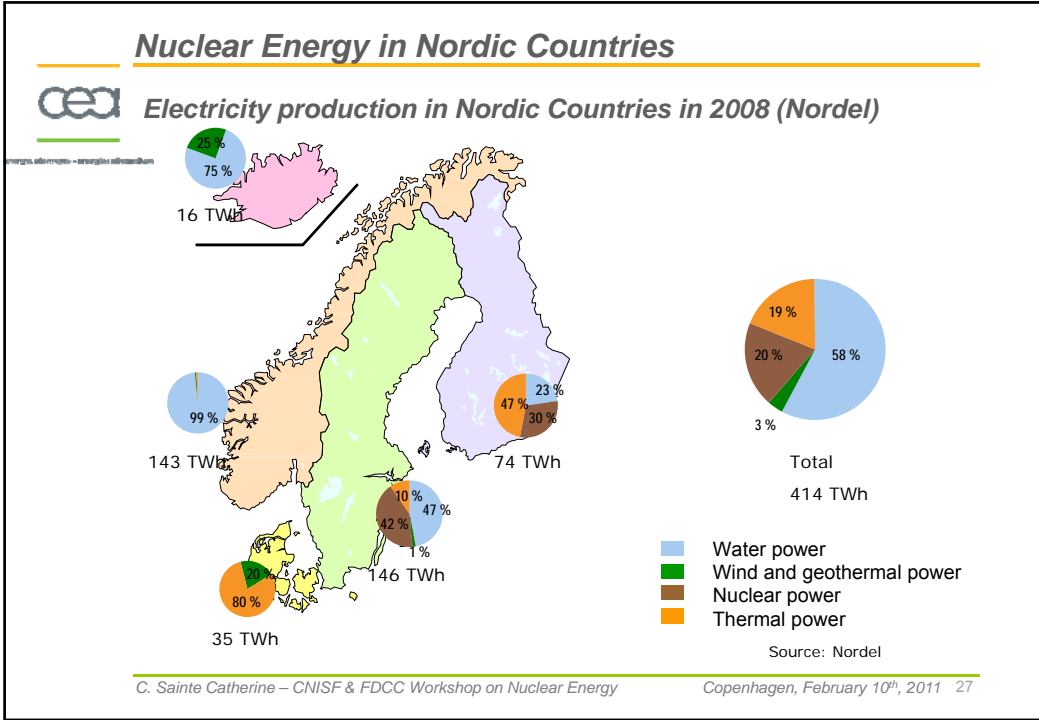 Nuclear Energy in Nordic Countries
cea
Electricity production in Nordic Countries in 2008 (Nordel)
25 %
75 %
16 TWh
19 %
20 %
58 %
3 %
99 %
143 TWh
47 %
23 %
30 %
74 TWh
Total
414 TWh
10 %
47 %
42 %
1 %
146 TWh
20 %
80 %
35 TWh
Water power
Wind and geothermal power
Nuclear power
Thermal power
Source: Nordel
C. Sainte Catherine – CNISF & FDCC Workshop on Nuclear Energy Copenhagen, February 10th, 2011 27